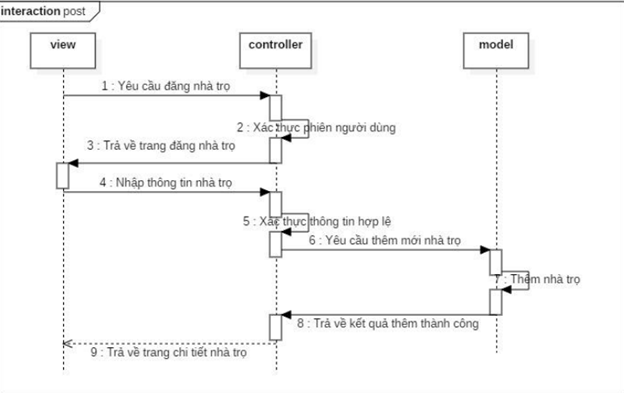 interaction post
view
controller
model
1 : Yêu cầu đăng nhà trọ
2 : Xác thực phiên người dùng
3 : Trả về trang đăng nhà trọ
4 : Nhập thông tin nhà trọ
5 : Xác thực thông tin hợp lệ
6 : Yêu cầu thêm mới nhà trọ
7 : Thêm nhà trọ
8 : Trả về kết quả thêm thành công
9 : Trả về trang chi tiết nhà trọ